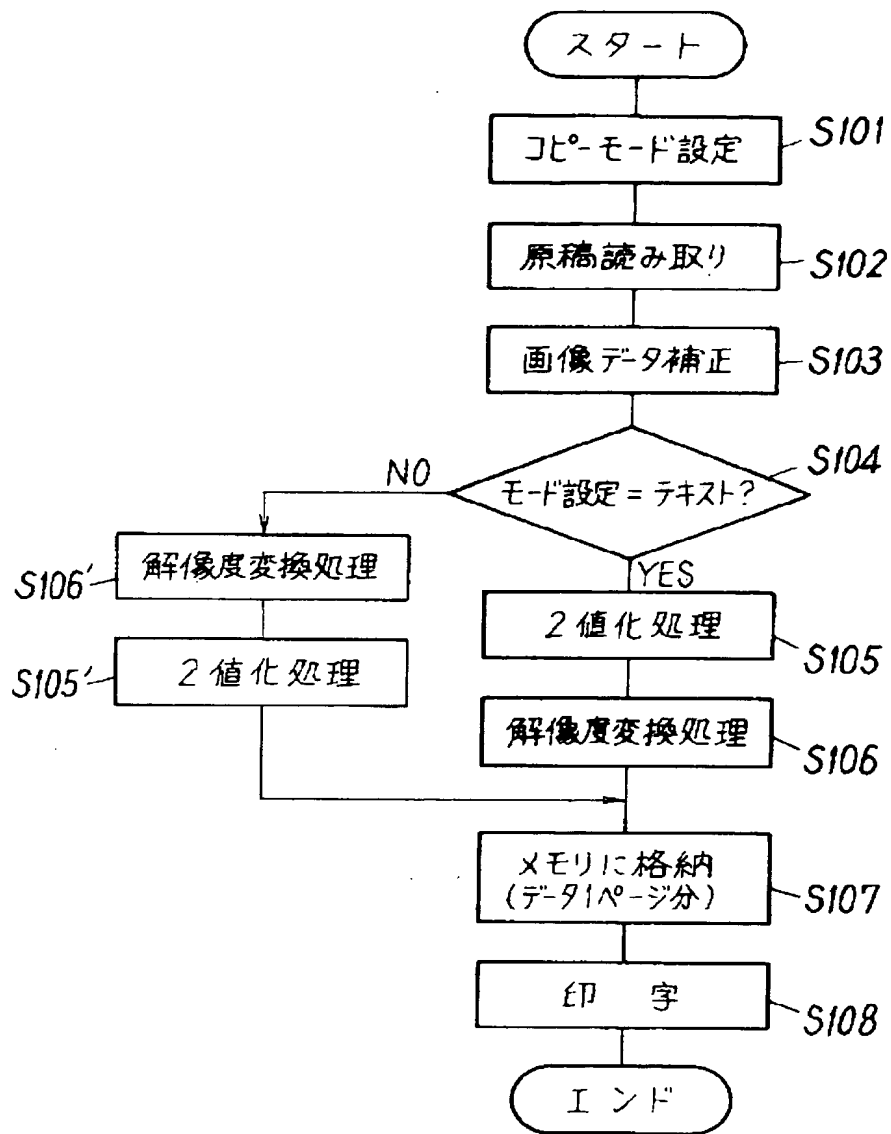 スタート
コピーモード設定
S101
原稿読み取り
S102
画像データ補正
S103
モード設定=テキスト?
S104
NO
YES
解像度変換処理
S106'
2値化処理
S105
2値化処理
S105'
解像度変換処理
S106
メモリに格納
(データ1ページ分)
S107
印 字
S108
エンド